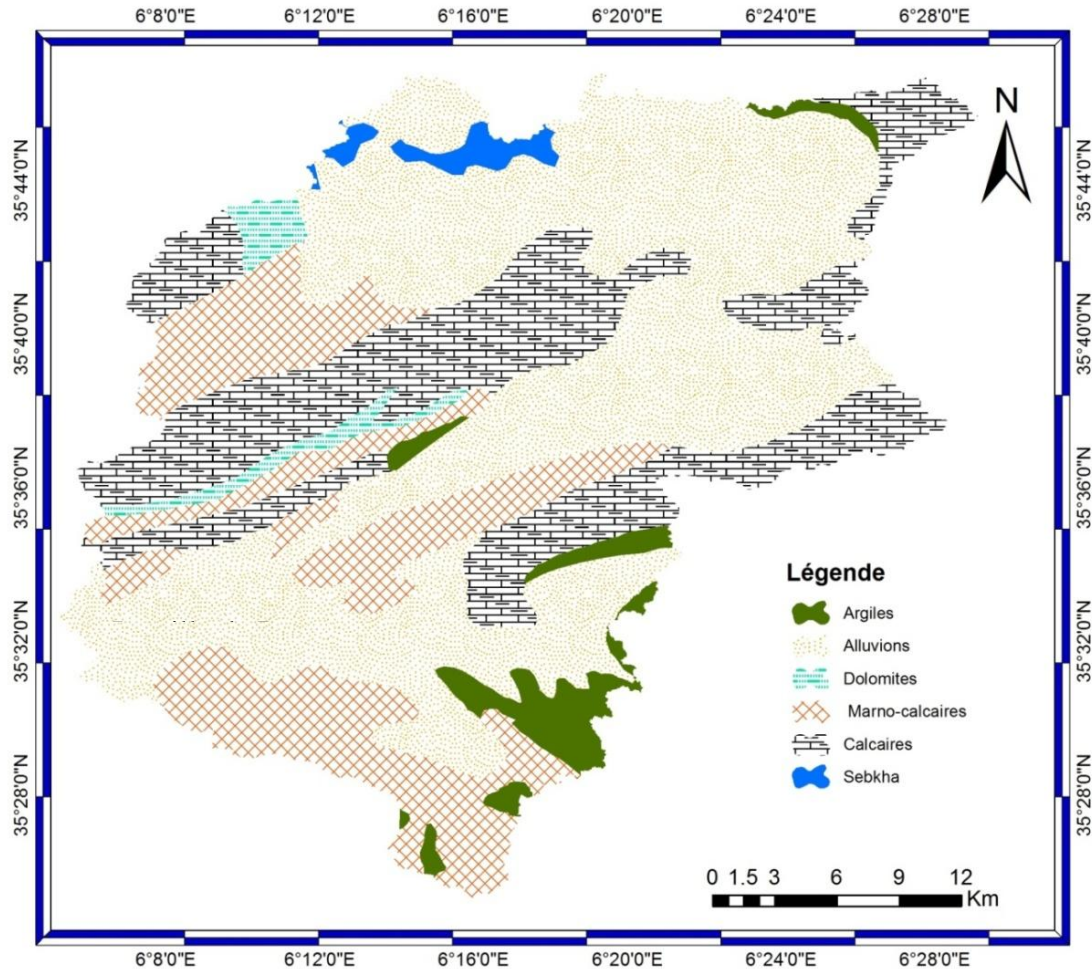 6°8'0"E 6°12'0"E 6°16'0"E 6°20'0"E 6°24'0"E 6°28'0"E
N
35°44'0"N 35°44'0"N
35°40'0"N 35°40'0"N
35°36'0"N 35°36'0"N
35°32'0"N 35°32'0"N
35°28'0"N 35°28'0"N
Légende
Argiles
Alluvions
Dolomites
Marno-calcaires
Calcaires
Sebkha
0 1.5 3 6 9 12
Km
6°8'0"E 6°12'0"E 6°16'0"E 6°20'0"E 6°24'0"E 6°28'0"E